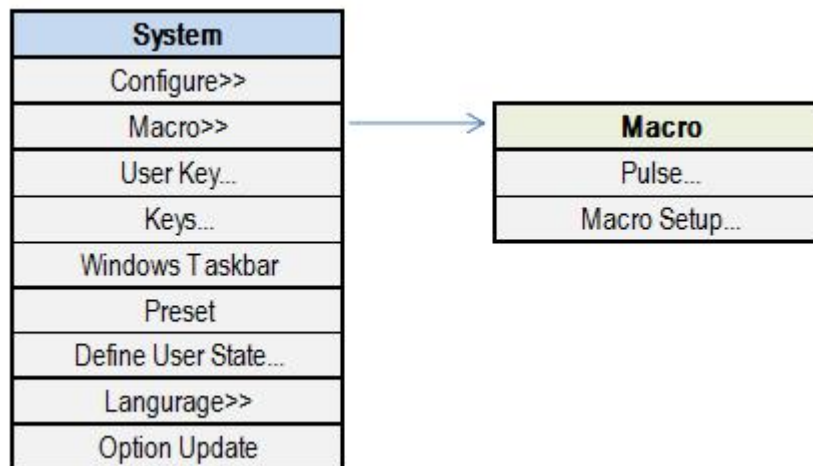 System
Configure>>
Macro>>
User Key...
Keys...
Windows Taskbar
Preset
Define User State...
Langurage>>
Option Update
Macro
Pulse...
Macro Setup...